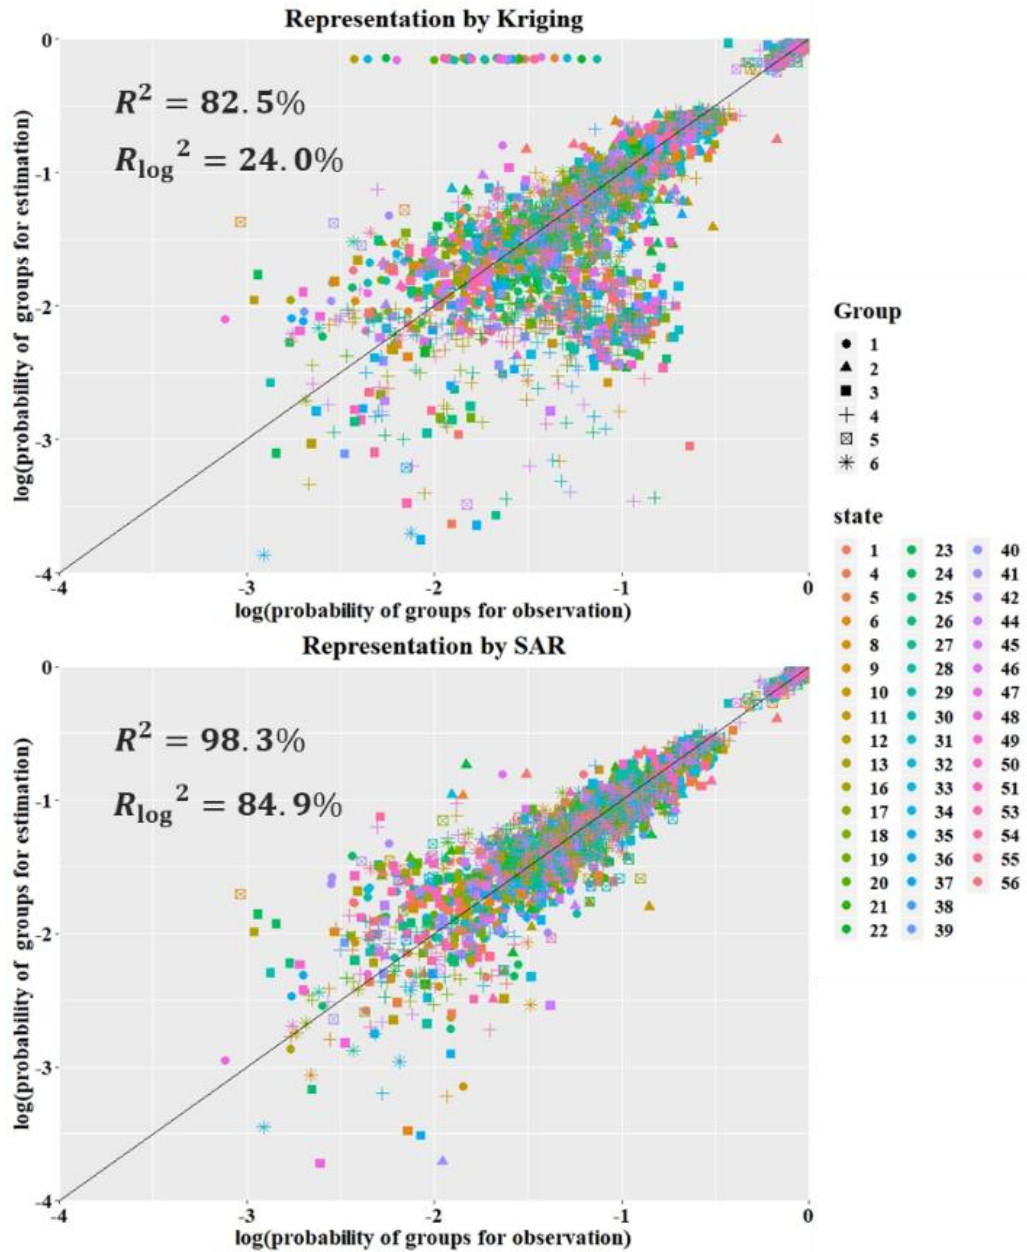 Representation by Kriging
R² = 82.5%
R_log² = 24.0%
0
-1
-2
-3
-4
log(probability of groups for estimation)
-4 -3 -2 -1 0
log(probability of groups for observation)
Representation by SAR
R² = 98.3%
R_log² = 84.9%
0
-1
-2
-3
-4
log(probability of groups for estimation)
-4 -3 -2 -1 0
log(probability of groups for observation)
Group
1
2
3
4
5
6
state
1 23 40
4 24 41
5 25 42
6 26 44
8 27 45
9 28 46
10 29 47
11 30 48
12 31 49
13 32 50
16 33 51
17 34 53
18 35 54
19 36 55
20 37 56
21 38
22 39